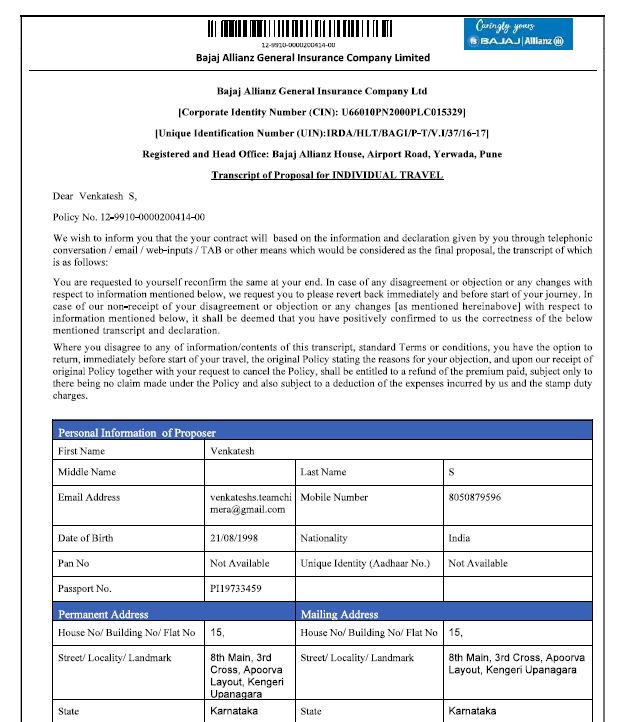 12-9910-0000200414-00
Caringly yours
BAJAJ | Allianz
Bajaj Allianz General Insurance Company Limited
Bajaj Allianz General Insurance Company Ltd
[Corporate Identity Number (CIN): U66010PN2000PLC015329]
[Unique Identification Number (UIN):IRDA/HLT/BAGI/P-T/V.I/37/16-17]
Registered and Head Office: Bajaj Allianz House, Airport Road, Yerwada, Pune
Transcript of Proposal for INDIVIDUAL TRAVEL
Dear Venkatesh S,
Policy No. 12-9910-0000200414-00
We wish to inform you that the your contract will based on the information and declaration given by you through telephonic
conversation / email / web-inputs / TAB or other means which would be considered as the final proposal, the transcript of which
is as follows:
You are requested to yourself reconfirm the same at your end. In case of any disagreement or objection or any changes with
respect to information mentioned below, we request you to please revert back immediately and before start of your journey. In
case of our non-receipt of your disagreement or objection or any changes [as mentioned hereinabove] with respect to
information mentioned below, it shall be deemed that you have positively confirmed to us the correctness of the below
mentioned transcript and declaration.
Where you disagree to any of information/contents of this transcript, standard Terms or conditions, you have the option to
return, immediately before start of your travel, the original Policy stating the reasons for your objection, and upon our receipt of
original Policy together with your request to cancel the Policy, shall be entitled to a refund of the premium paid, subject only to
there being no claim made under the Policy and also subject to a deduction of the expenses incurred by us and the stamp duty
charges.
Personal Information of Proposer
First Name Venkatesh
Middle Name Last Name S
Email Address venkateshs.teamchi Mobile Number 8050879596
mera@gmail.com
Date of Birth 21/08/1998 Nationality India
Pan No Not Available Unique Identity (Aadhaar No.) Not Available
Passport No. PI19733459
Permanent Address Mailing Address
House No/ Building No/ Flat No 15, House No/ Building No/ Flat No 15,
Street/ Locality/ Landmark 8th Main, 3rd Street/ Locality/ Landmark 8th Main, 3rd Cross, Apoorva
Cross, Apoorva Layout, Kengeri Upanagara
Layout, Kengeri
Upanagara
State Karnataka State Karnataka